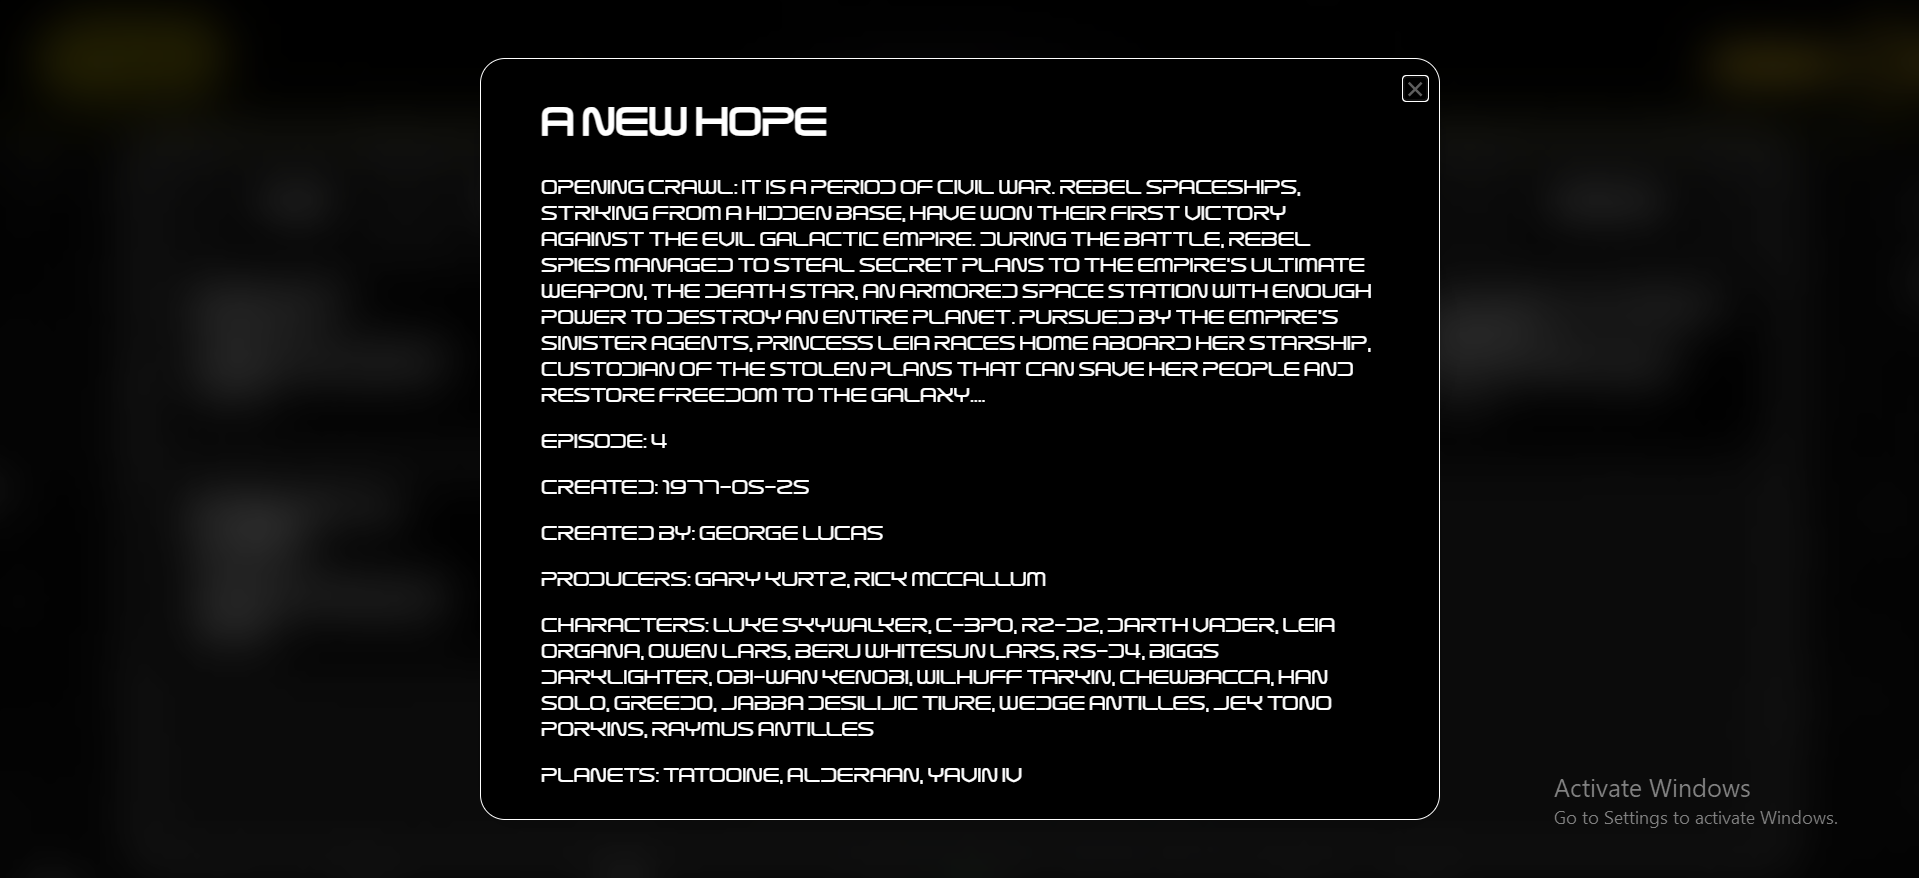 A NEW HOPE
OPENING CRAWL: IT IS A PERIOD OF CIVIL WAR. REBEL SPACESHIPS,
STRIKING FROM A HIDDEN BASE, HAVE WON THEIR FIRST VICTORY
AGAINST THE EVIL GALACTIC EMPIRE. DURING THE BATTLE, REBEL
SPIES MANAGED TO STEAL SECRET PLANS TO THE EMPIRE'S ULTIMATE
WEAPON, THE DEATH STAR, AN ARMORED SPACE STATION WITH ENOUGH
POWER TO DESTROY AN ENTIRE PLANET. PURSUED BY THE EMPIRE'S
SINISTER AGENTS, PRINCESS LEIA RACES HOME ABOARD HER STARSHIP,
CUSTODIAN OF THE STOLEN PLANS THAT CAN SAVE HER PEOPLE AND
RESTORE FREEDOM TO THE GALAXY....
EPISODE: 4
CREATED: 1977-05-25
CREATED BY: GEORGE LUCAS
PRODUCERS: GARY KURTZ, RICK MCCALLUM
CHARACTERS: LUKE SKYWALKER, C-3PO, R2-D2, DARTH VADER, LEIA
ORGANA, OWEN LARS, BERU WHITESUN LARS, R5-D4, BIGGS
DARKLIGHTER, OBI-WAN KENOBI, WILHUFF TARKIN, CHEWBACCA, HAN
SOLO, GREEDO, JABBA DESILIJIC TIURE, WEDGE ANTILLES, JEK TONO
PORKINS, RAYMUS ANTILLES
PLANETS: TATOOINE, ALDERAAN, YAVIN IV
Activate Windows
Go to Settings to activate Windows.